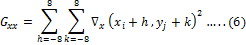 G_{xx} = \sum_{h=-8}^{8} \sum_{k=-8}^{8} \nabla_x (x_i + h, y_j + k)^2 .....(6)